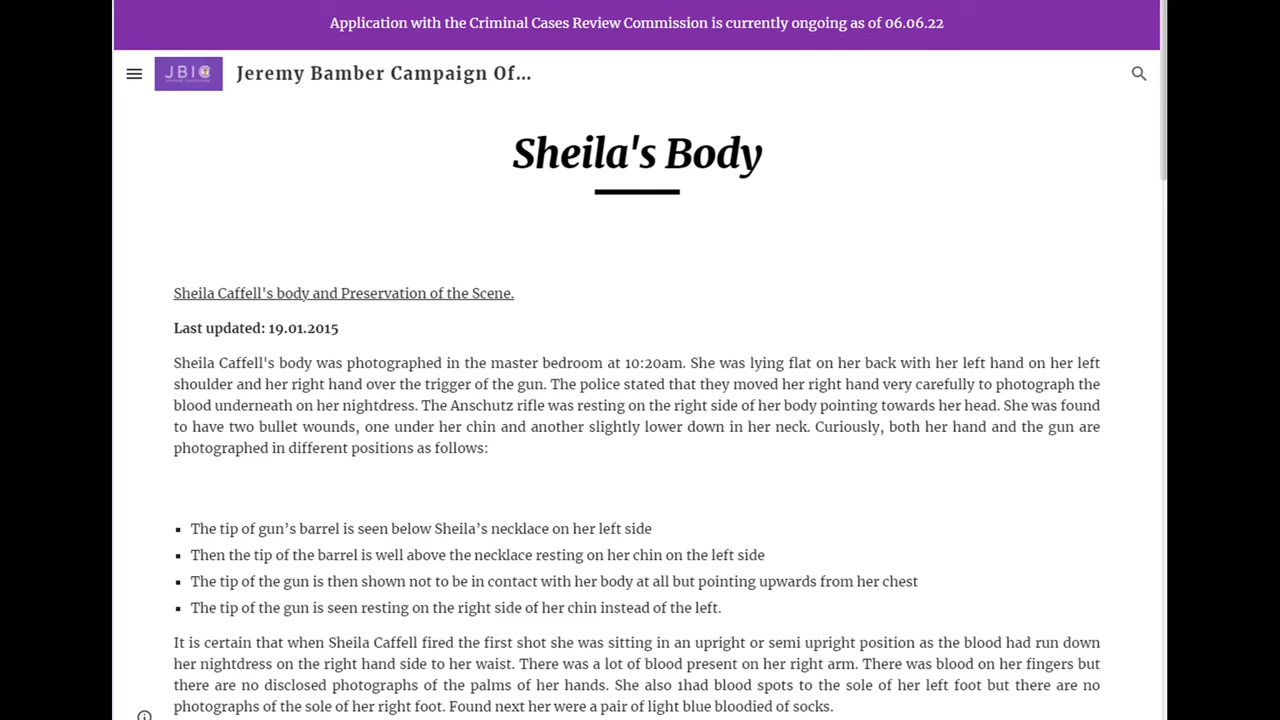 Application with the Criminal Cases Review Commission is currently ongoing as of 06.06.22
JBIC
Jeremy Bamber Campaign Of...
Sheila's Body
Sheila Caffell's body and Preservation of the Scene.
Last updated: 19.01.2015
Sheila Caffell's body was photographed in the master bedroom at 10:20am. She was lying flat on her back with her left hand on her left
shoulder and her right hand over the trigger of the gun. The police stated that they moved her right hand very carefully to photograph the
blood underneath on her nightdress. The Anschutz rifle was resting on the right side of her body pointing towards her head. She was found
to have two bullet wounds, one under her chin and another slightly lower down in her neck. Curiously, both her hand and the gun are
photographed in different positions as follows:
▪ The tip of gun’s barrel is seen below Sheila’s necklace on her left side
▪ Then the tip of the barrel is well above the necklace resting on her chin on the left side
▪ The tip of the gun is then shown not to be in contact with her body at all but pointing upwards from her chest
▪ The tip of the gun is seen resting on the right side of her chin instead of the left.
It is certain that when Sheila Caffell fired the first shot she was sitting in an upright or semi upright position as the blood had run down
her nightdress on the right hand side to her waist. There was a lot of blood present on her right arm. There was blood on her fingers but
there are no disclosed photographs of the palms of her hands. She also 1had blood spots to the sole of her left foot but there are no
photographs of the sole of her right foot. Found next her were a pair of light blue bloodied of socks.